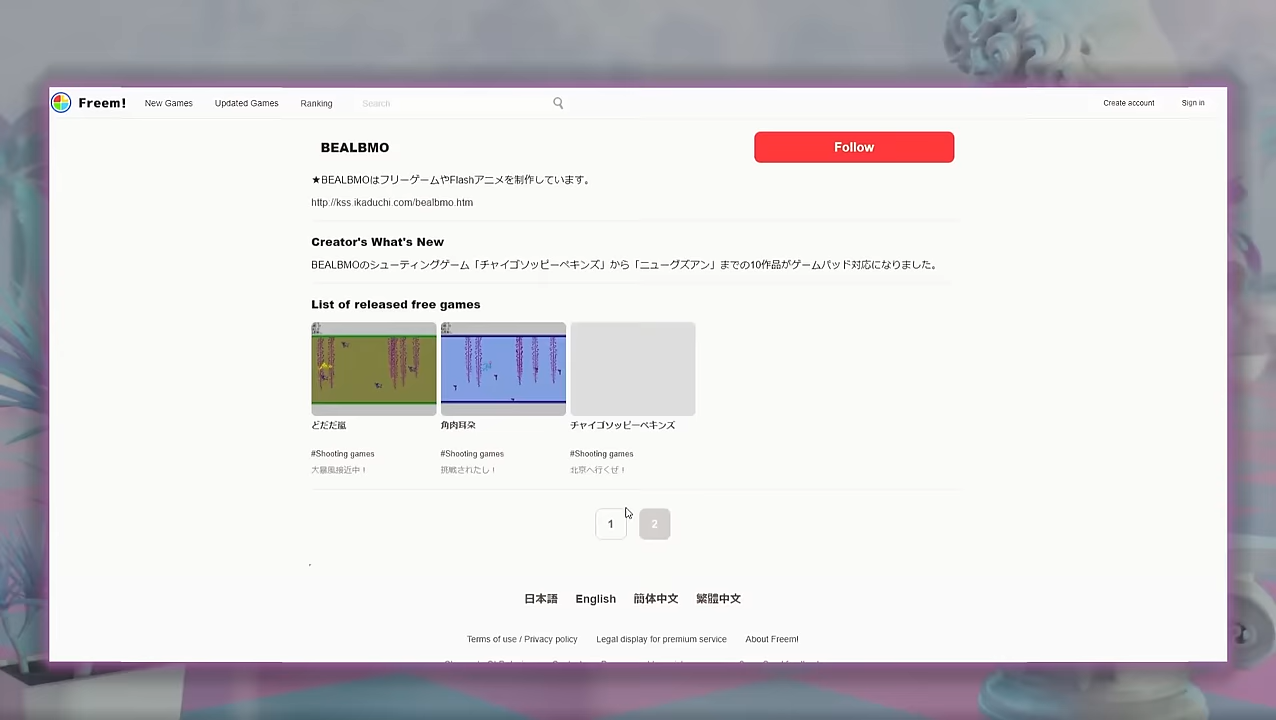 Freem!
New Games
Updated Games
Ranking
Search
Create account
Sign in
BEALBMO
Follow
★BEALBMOはフリーゲームやFlashアニメを制作しています。
http://kss.ikaduchi.com/bealbmo.htm
Creator's What's New
BEALBMOのシューティングゲーム「チャイゴソッピーペキンズ」から「ニューグズアン」までの10作品がゲームパッド対応になりました。
List of released free games
どだだ嵐
角肉耳朶
チャイゴソッピーペキンズ
#Shooting games
#Shooting games
#Shooting games
大暴風接近中！
挑戦されたし！
北京へ行くぜ！
1
2
日本語
English
简体中文
繁體中文
Terms of use / Privacy policy
Legal display for premium service
About Freem!